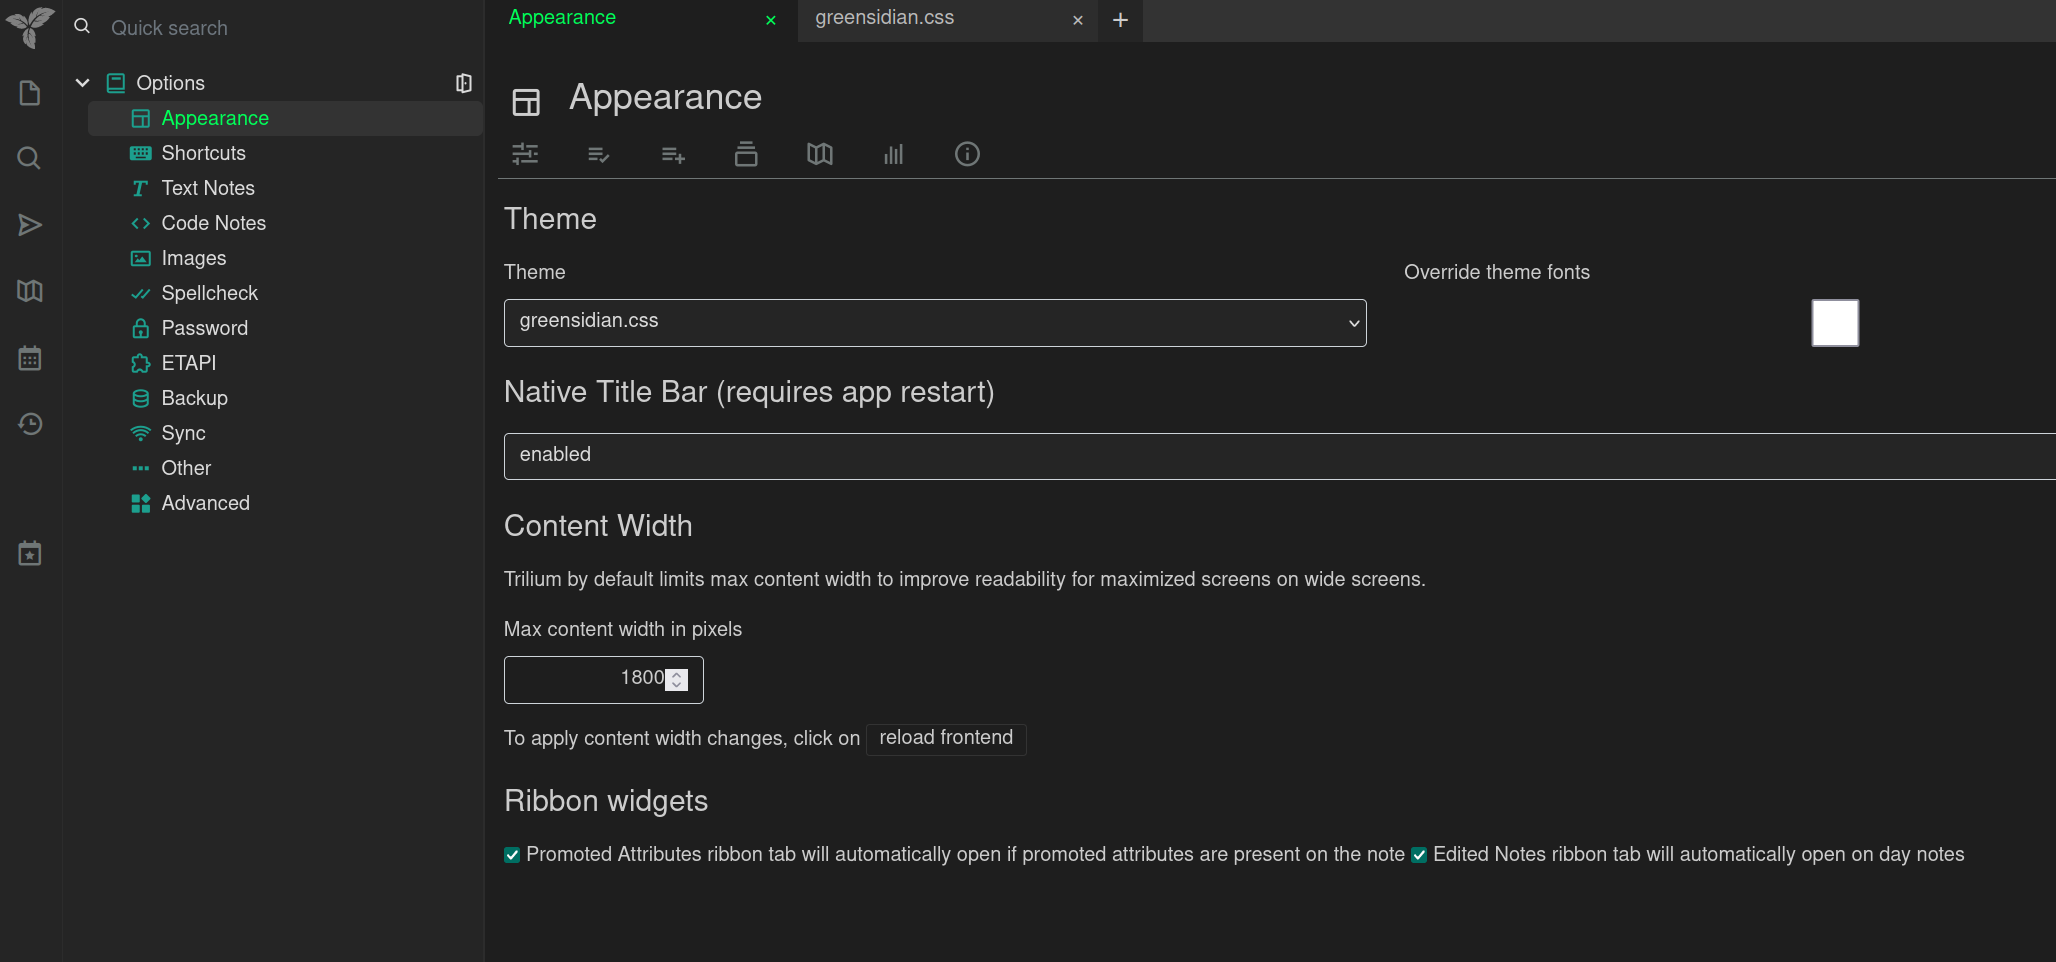 Quick search
Options
Appearance
Shortcuts
Text Notes
Code Notes
Images
Spellcheck
Password
ETAPI
Backup
Sync
Other
Advanced
Appearance
greensidian.css
Appearance
Theme
Theme
Override theme fonts
greensidian.css
Native Title Bar (requires app restart)
enabled
Content Width
Trilium by default limits max content width to improve readability for maximized screens on wide screens.
Max content width in pixels
1800
To apply content width changes, click on reload frontend
Ribbon widgets
Promoted Attributes ribbon tab will automatically open if promoted attributes are present on the note Edited Notes ribbon tab will automatically open on day notes